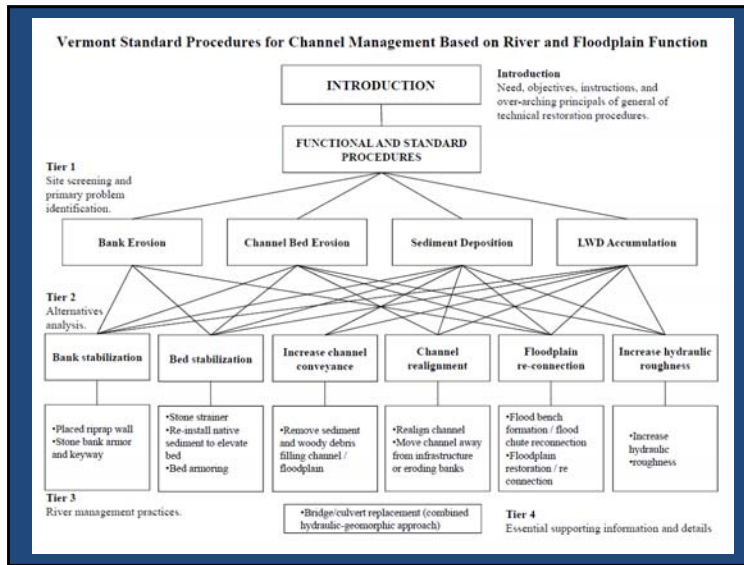 Vermont Standard Procedures for Channel Management Based on River and Floodplain Function
INTRODUCTION
Introduction
Need, objectives, instructions, and
over-arching principals of general of
technical restoration procedures.
FUNCTIONAL AND STANDARD
PROCEDURES
Tier 1
Site screening and
primary problem
identification.
Bank Erosion
Channel Bed Erosion
Sediment Deposition
LWD Accumulation
Tier 2
Alternatives
analysis.
Bank stabilization
Bed stabilization
Increase channel
conveyance
Channel
realignment
Floodplain
re-connection
Increase hydraulic
roughness
•Placed riprap wall
•Stone bank armor
and keyway
•Stone strainer
•Re-install native
sediment to elevate
bed
•Bed armoring
•Remove sediment
and woody debris
filling channel /
floodplain
•Realign channel
•Move channel away
from infrastructure
or eroding banks
•Flood bench
formation / flood
chute reconnection
•Floodplain
restoration / re
connection
•Increase
hydraulic
•roughness
Tier 3
River management practices.
•Bridge/culvert replacement (combined
hydraulic-geomorphic approach)
Tier 4
Essential supporting information and details